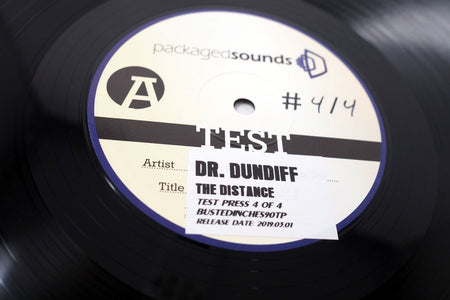 packagedsounds
A
#4/4
TEST
Artist
DR. DUNDIFF
Title
THE DISTANCE
TEST PRESS 4 OF 4
BUSTEDINCHES90TP
RELEASE DATE 2019.03.01